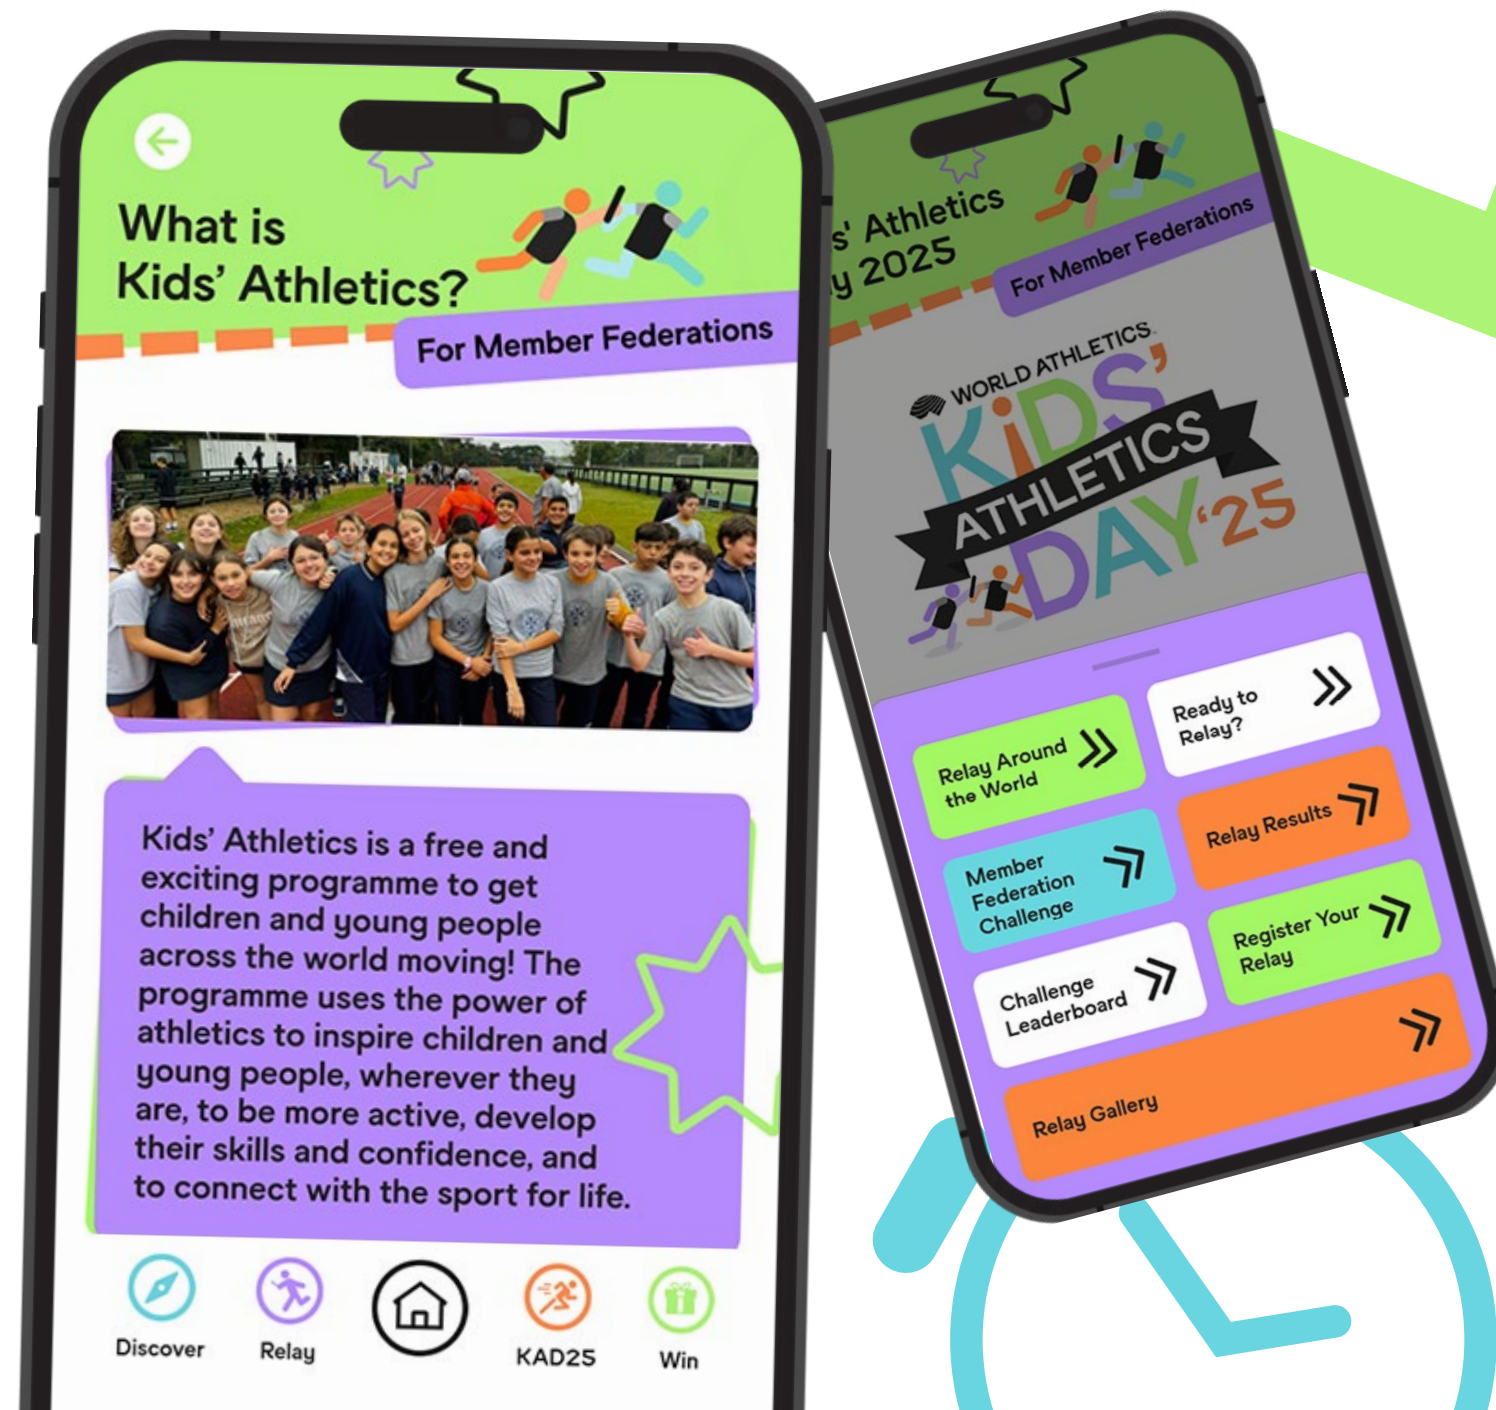 What is
Kids’ Athletics?
For Member Federations
Kids’ Athletics is a free and
exciting programme to get
children and young people
across the world moving! The
programme uses the power of
athletics to inspire children and
young people, wherever they
are, to be more active, develop
their skills and confidence, and
to connect with the sport for life.
Discover
Relay
KAD25
Win
s' Athletics
y 2025
For Member Federations
WORLD ATHLETICS
KiDS’
ATHLETICS
DAY‘25
Relay Around
the World
Ready to
Relay?
Member
Federation
Challenge
Relay Results
Challenge
Leaderboard
Register Your
Relay
Relay Gallery